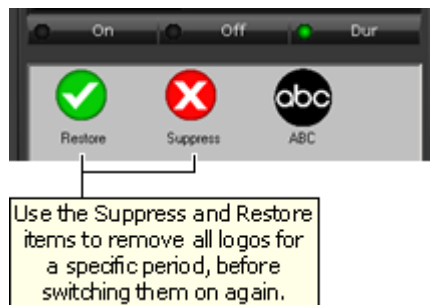 On Off Dur
abc
Restore Suppress ABC
Use the Suppress and Restore
items to remove all logos for
a specific period, before
switching them on again.